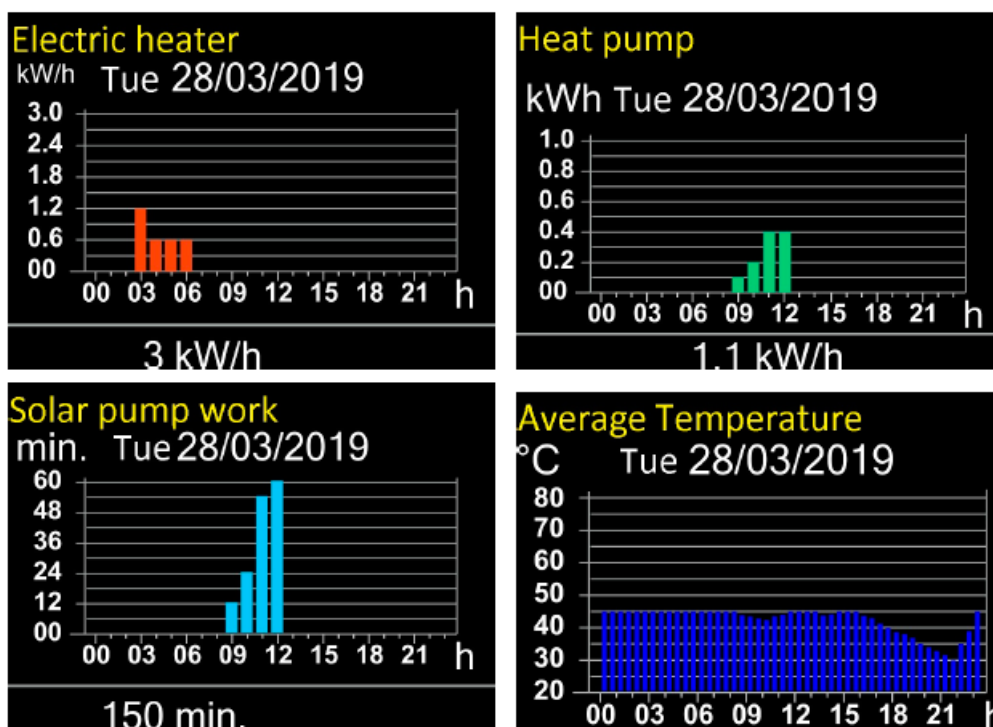 Electric heater
kW/h Tue 28/03/2019
3.0
2.4
1.8
1.2
0.6
00
00 03 06 09 12 15 18 21 h
3 kW/h
Heat pump
kWh Tue 28/03/2019
1.0
0.8
0.6
0.4
0.2
00
00 03 06 09 12 15 18 21 h
1.1 kW/h
Solar pump work
min. Tue 28/03/2019
60
48
36
24
12
00
00 03 06 09 12 15 18 21 h
150 min.
Average Temperature
°C Tue 28/03/2019
80
70
60
50
40
30
20
00 03 06 09 12 15 18 21 h